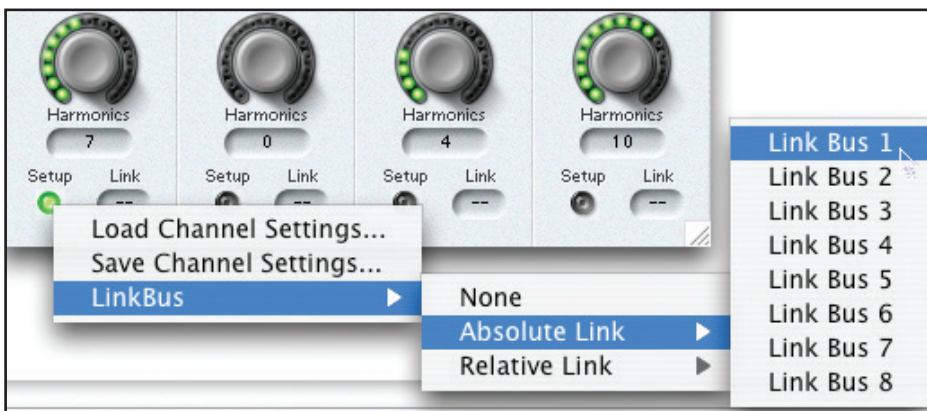 Harmonics Harmonics Harmonics Harmonics
7 0 4 10
Setup Link Setup Link Setup Link Setup Link
-- -- -- --
Load Channel Settings...
Save Channel Settings...
LinkBus
None
Absolute Link
Relative Link
Link Bus 1
Link Bus 2
Link Bus 3
Link Bus 4
Link Bus 5
Link Bus 6
Link Bus 7
Link Bus 8